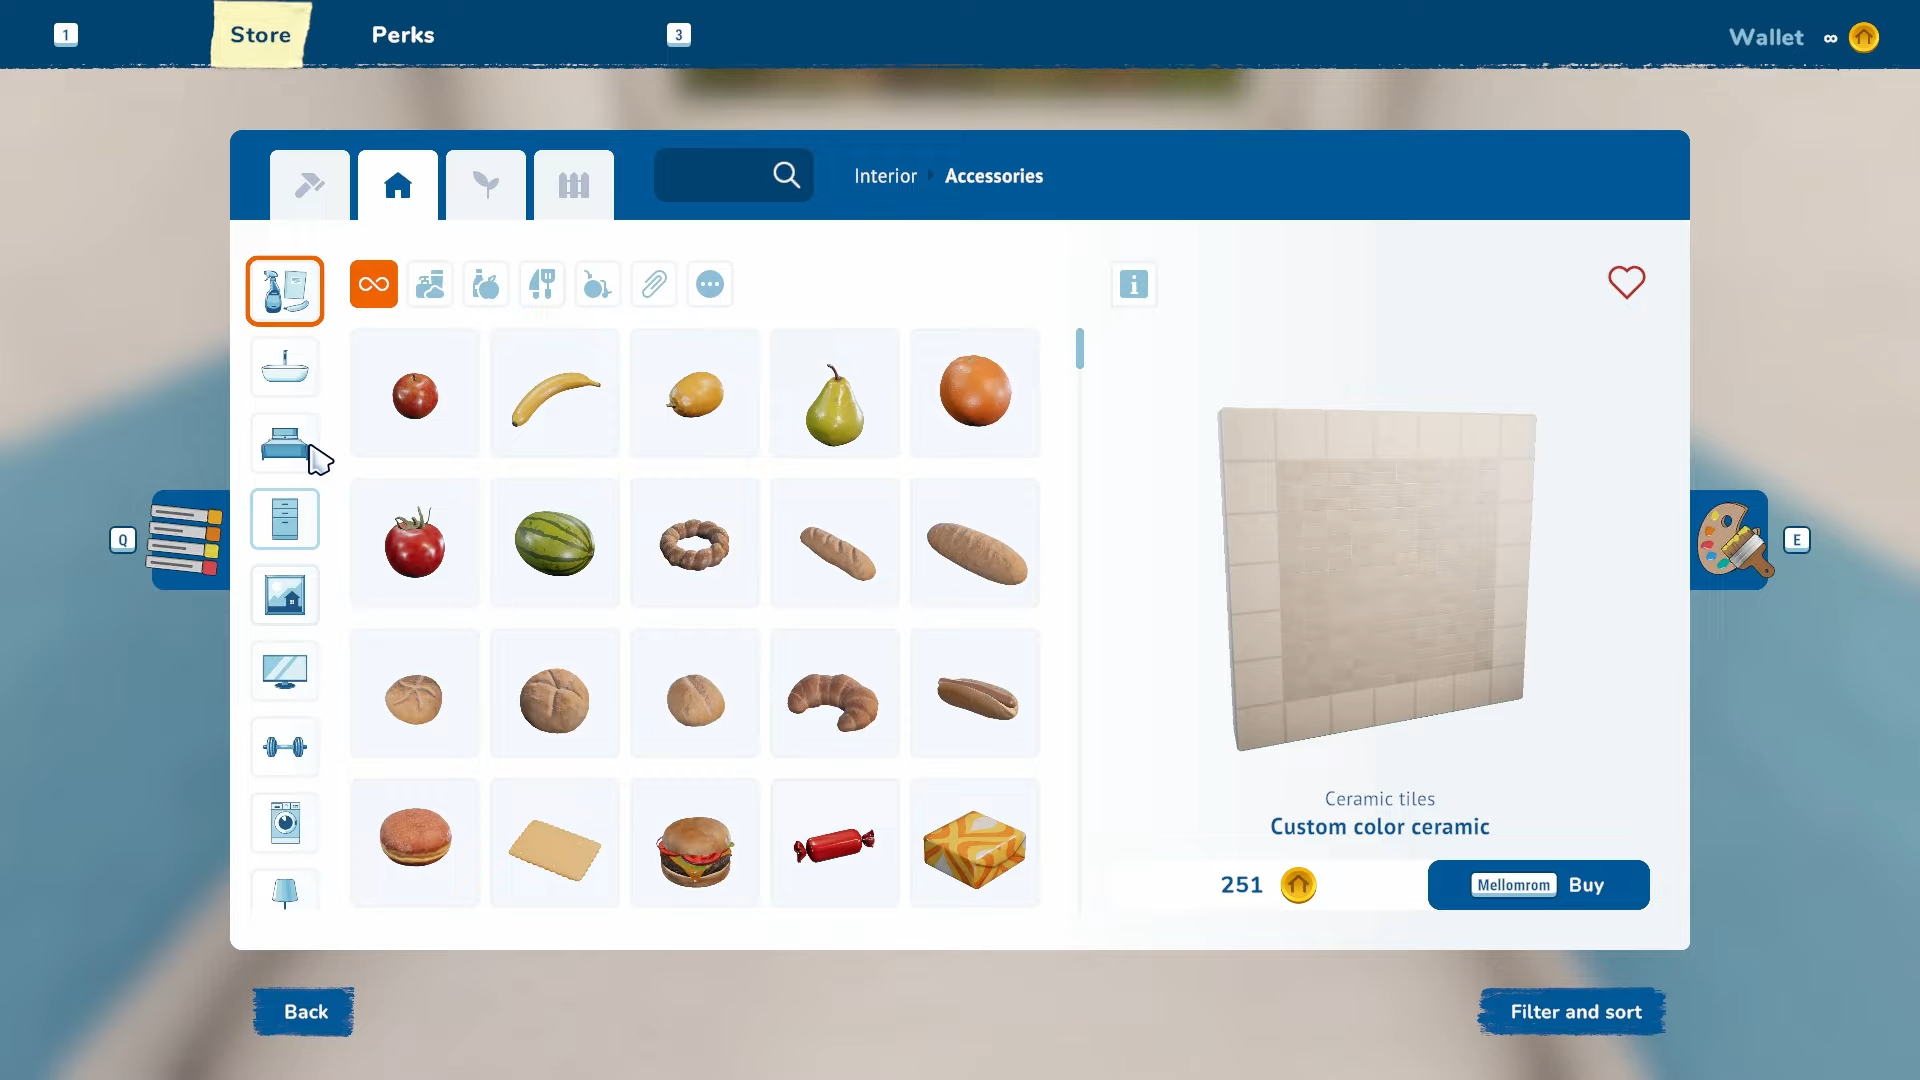 1
Store
Perks
3
Wallet ∞
Interior
Accessories
Q
E
Ceramic tiles
Custom color ceramic
251
Mellomrom
Buy
Back
Filter and sort